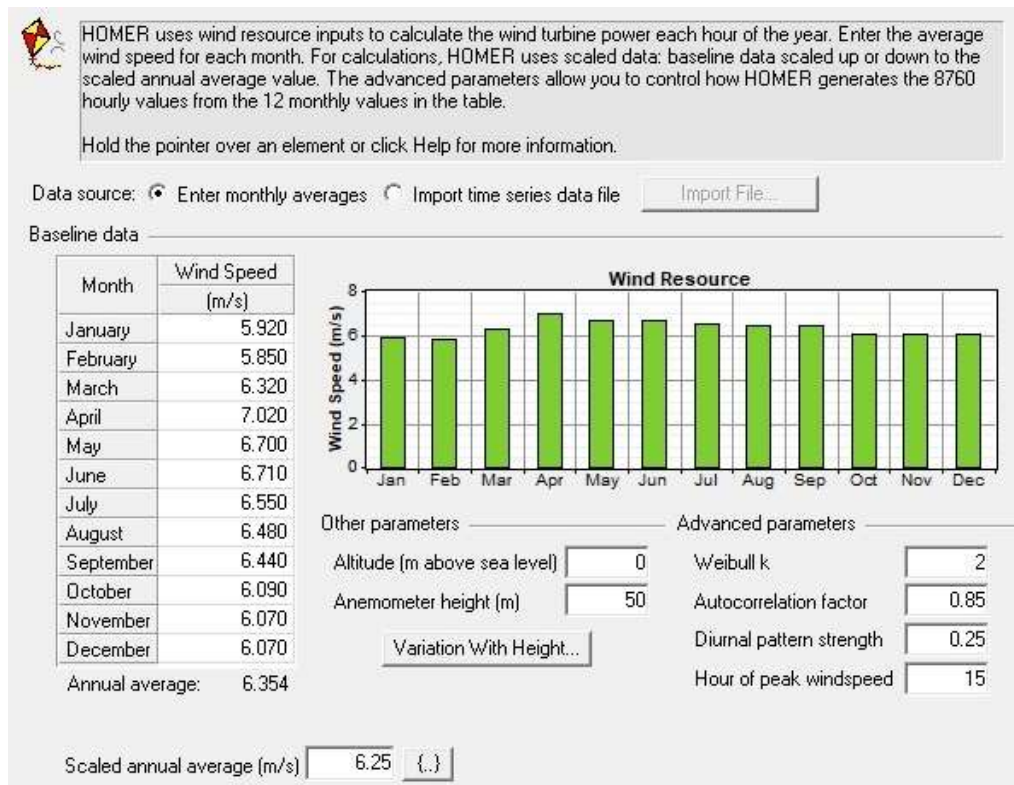 HOMER uses wind resource inputs to calculate the wind turbine power each hour of the year. Enter the average
wind speed for each month. For calculations, HOMER uses scaled data: baseline data scaled up or down to the
scaled annual average value. The advanced parameters allow you to control how HOMER generates the 8760
hourly values from the 12 monthly values in the table.
Hold the pointer over an element or click Help for more information.
Data source: Enter monthly averages Import time series data file Import File...
Baseline data
Month Wind Speed
(m/s)
January 5.920
February 5.850
March 6.320
April 7.020
May 6.700
June 6.710
July 6.550
August 6.480
September 6.440
October 6.090
November 6.070
December 6.070
Annual average: 6.354
Wind Resource
Wind Speed (m/s)
8
6
4
2
0
Jan Feb Mar Apr May Jun Jul Aug Sep Oct Nov Dec
Other parameters
Altitude (m above sea level) 0
Anemometer height (m) 50
Variation With Height...
Advanced parameters
Weibull k 2
Autocorrelation factor 0.85
Diurnal pattern strength 0.25
Hour of peak windspeed 15
Scaled annual average (m/s) 6.25 {..}